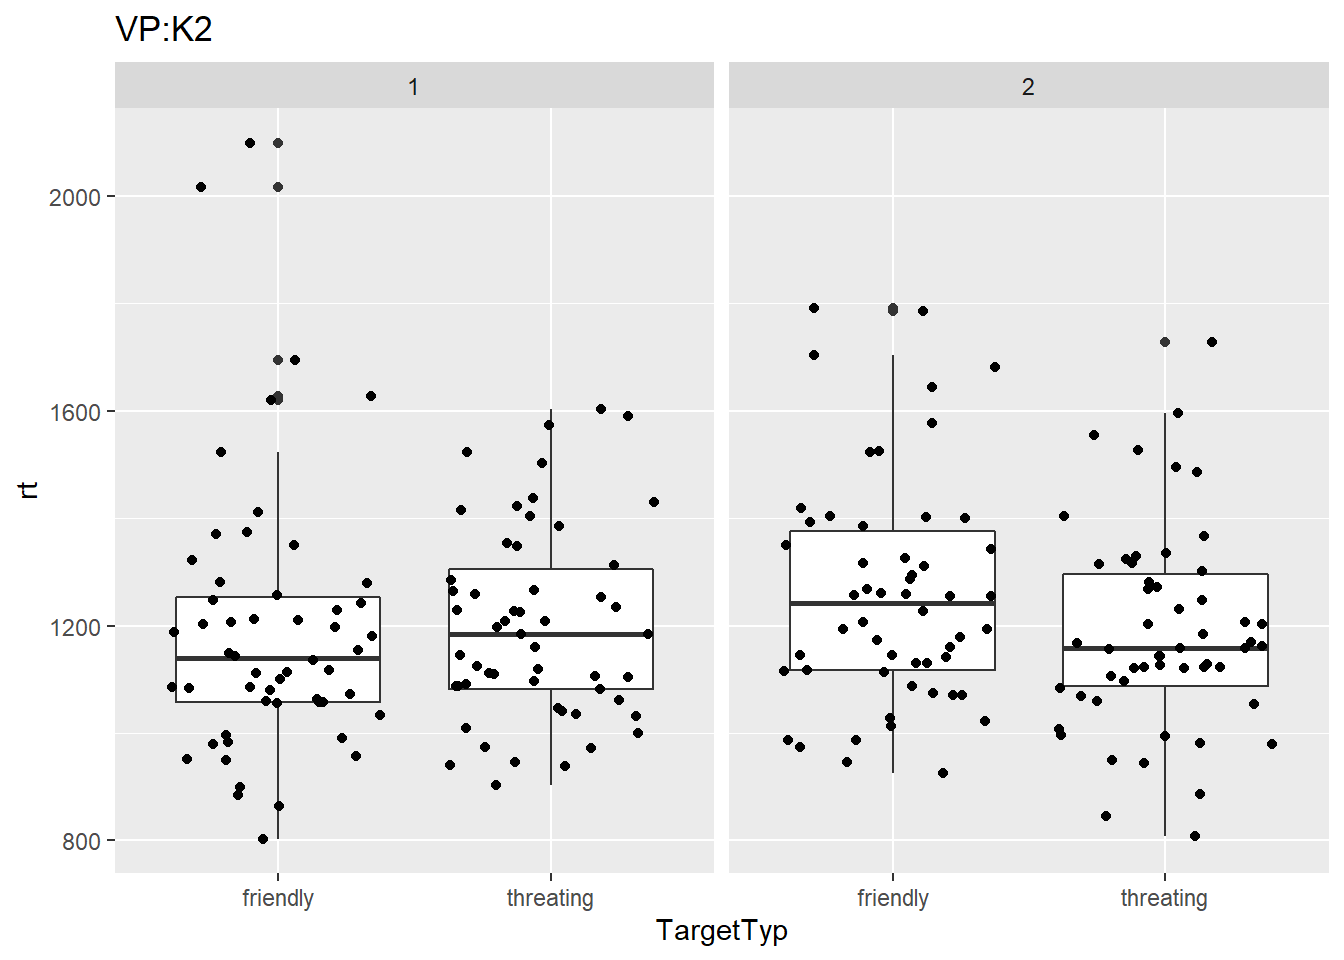 VP:K2
1
2
rt
2000
1600
1200
800
friendly
threating
friendly
threating
TargetTyp